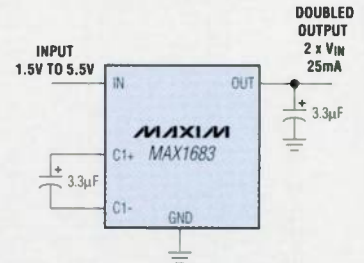 DOUBLED
OUTPUT
2 x VIN
25mA
INPUT
1.5V TO 5.5V
IN
OUT
+
3.3µF
MAXIM
MAX1683
C1+
+
3.3µF
C1-
GND